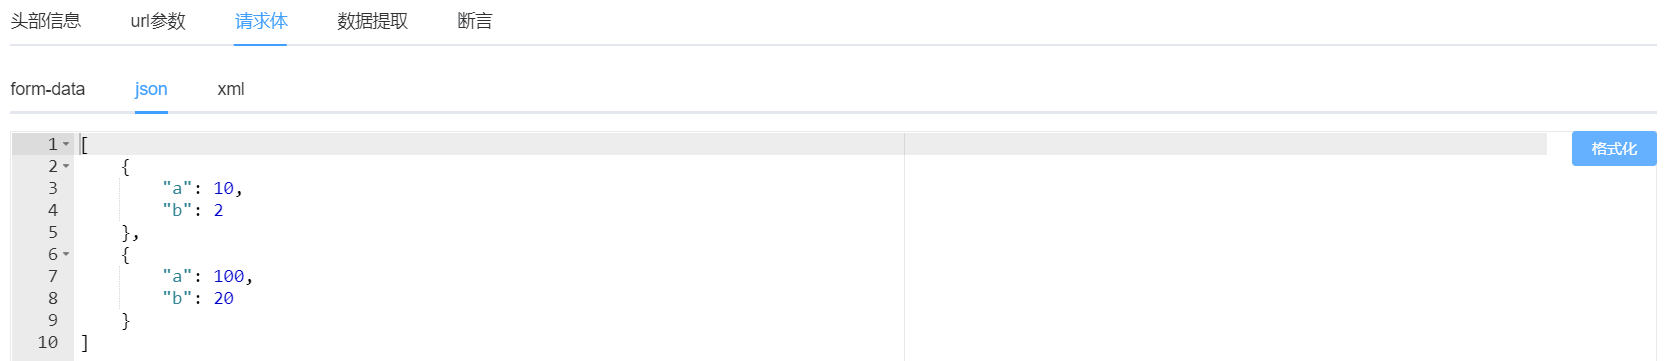 头部信息 url参数 请求体 数据提取 断言
form-data json xml
格式化
1 [
2 {
3 "a": 10,
4 "b": 2
5 },
6 {
7 "a": 100,
8 "b": 20
9 }
10 ]